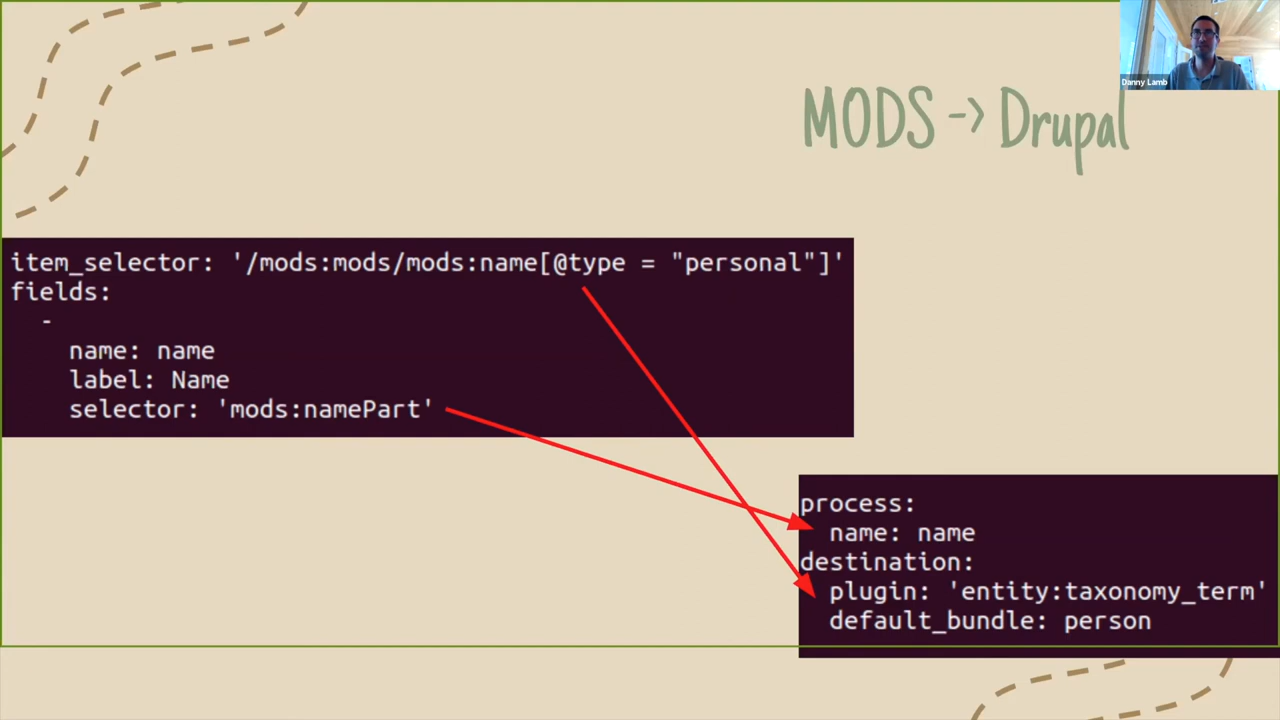 Danny Lamb
MODS -> Drupal
item_selector: '/mods:mods/mods:name[@type = "personal"]'
fields:
  -
    name: name
    label: Name
    selector: 'mods:namePart'
process:
  name: name
destination:
  plugin: 'entity:taxonomy_term'
  default_bundle: person